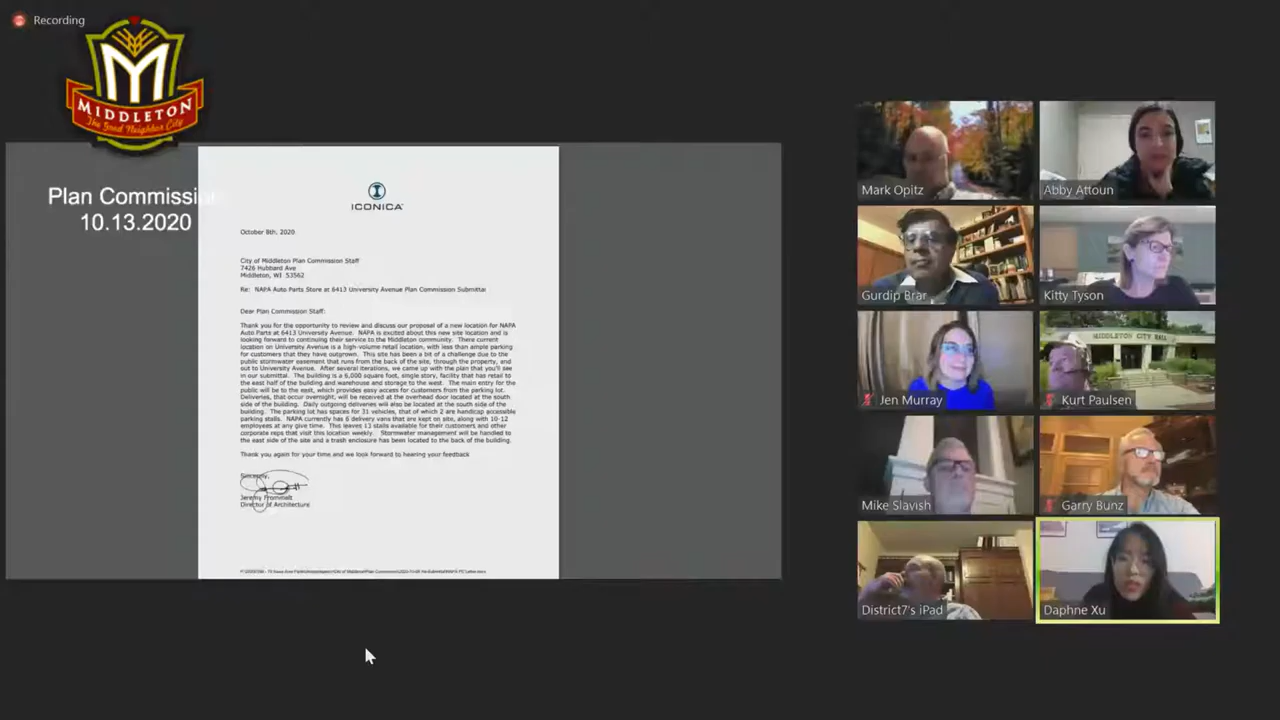 Recording
MIDDLETON
The Good Neighbor City
Plan Commission
10.13.2020
ICONICA
October 8th, 2020
City of Middleton Plan Commission Staff
7426 Hubbard Ave
Middleton, WI 53562
Re: NAPA Auto Parts Store at 6413 University Avenue Plan Commission Submittal
Dear Plan Commission Staff:
Thank you for the opportunity to review and discuss our proposal of a new location for NAPA
Auto Parts at 6413 University Avenue. NAPA is excited about this new site location and is
looking forward to continuing their service to the Middleton community. There current
location on University Avenue is a high-volume retail location, with less than ample parking
for customers that they have outgrown. This site has been a bit of a challenge due to the
public stormwater easement that runs from the back of the site, through the property, and
out to University Avenue. After several iterations, we came up with the plan that you'll see
in our submittal. The building is a 6,000 square foot, single story, facility that has retail to
the east half of the building and warehouse and storage to the west. The main entry for the
public will be to the east, which provides easy access for customers from the parking lot.
Deliveries, that occur overnight, will be received at the overhead door located at the south
side of the building. Daily outgoing deliveries will also be located at the south side of the
building. The parking lot has spaces for 31 vehicles, that of which 2 are handicap accessible
parking stalls. NAPA currently has 6 delivery vans that are kept on site, along with 10-12
employees at any give time. This leaves 13 stalls available for their customers and other
corporate reps that visit this location weekly. Stormwater management will be handled to
the east side of the site and a trash enclosure has been located to the back of the building.
Thank you again for your time and we look forward to hearing your feedback
Sincerely,
Jeremy Frommelt
Director of Architecture
Mark Opitz
Abby Attoun
Gurdip Brar
Kitty Tyson
Jen Murray
MIDDLETON CITY HALL
Kurt Paulsen
Mike Slavish
Garry Bunz
District7's iPad
Daphne Xu